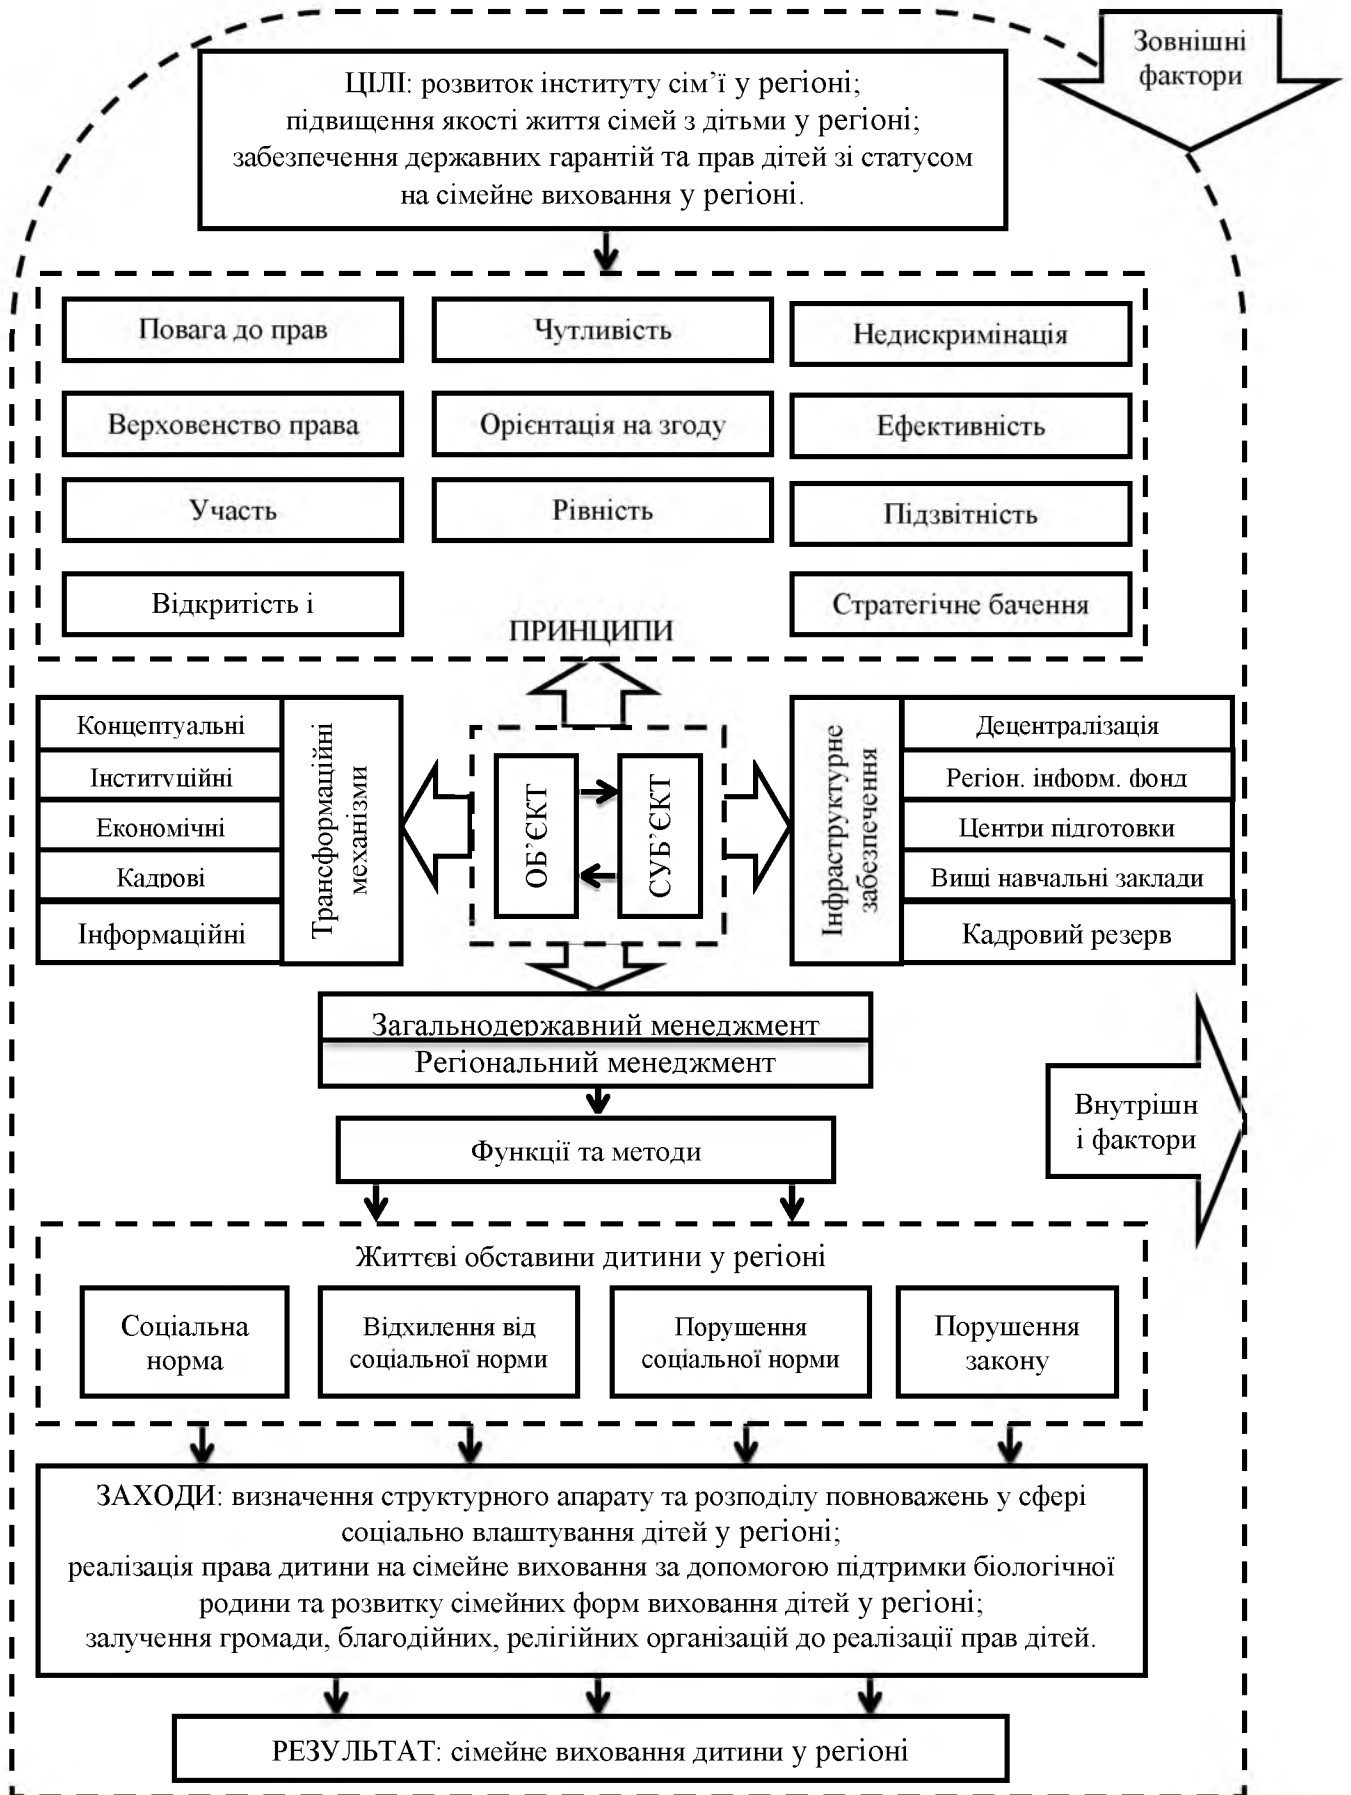 Зовнішні
фактори
ЦІЛІ: розвиток інституту сім’ї у регіоні;
підвищення якості життя сімей з дітьми у регіоні;
забезпечення державних гарантій та прав дітей зі статусом
на сімейне виховання у регіоні.
Повага до прав
Чутливість
Недискримінація
Верховенство права
Орієнтація на згоду
Ефективність
Участь
Рівність
Підзвітність
Відкритість і
Стратегічне бачення
ПРИНЦИПИ
Концептуальні
Інституційні
Економічні
Кадрові
Інформаційні
Трансформаційні
механізми
ОБ’ЄКТ
СУБ’ЄКТ
Інфраструктурне
забезпечення
Децентралізація
Регіон. інформ. фонд
Центри підготовки
Вищі навчальні заклади
Кадровий резерв
Загальнодержавний менеджмент
Регіональний менеджмент
Внутрішн
і фактори
Функції та методи
Життєві обставини дитини у регіоні
Соціальна
норма
Відхилення від
соціальної норми
Порушення
соціальної норми
Порушення
закону
ЗАХОДИ: визначення структурного апарату та розподілу повноважень у сфері
соціально влаштування дітей у регіоні;
реалізація права дитини на сімейне виховання за допомогою підтримки біологічної
родини та розвитку сімейних форм виховання дітей у регіоні;
залучення громади, благодійних, релігійних організацій до реалізації прав дітей.
РЕЗУЛЬТАТ: сімейне виховання дитини у регіоні